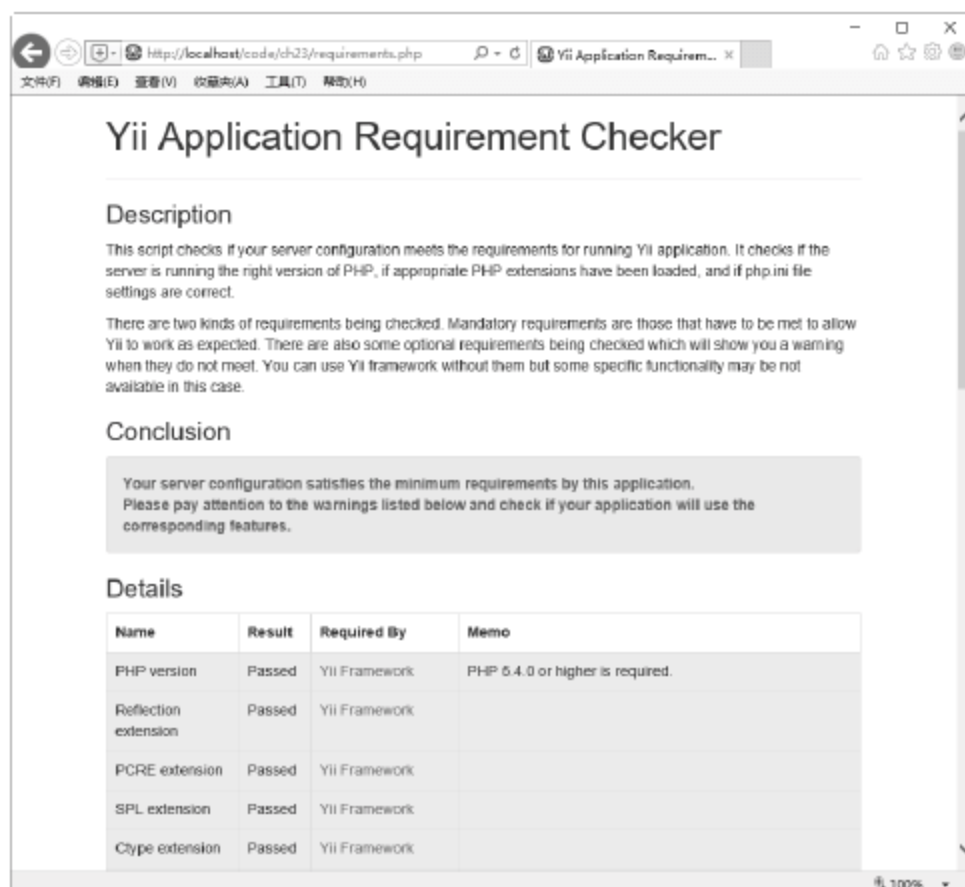 http://localhost/code/ch23/requirements.php
Yii Application Requirem...
文件(F) 编辑(E) 查看(V) 收藏夹(A) 工具(T) 帮助(H)
Yii Application Requirement Checker
Description
This script checks if your server configuration meets the requirements for running Yii application. It checks if the
server is running the right version of PHP, if appropriate PHP extensions have been loaded, and if php.ini file
settings are correct.
There are two kinds of requirements being checked. Mandatory requirements are those that have to be met to allow
Yii to work as expected. There are also some optional requirements being checked which will show you a warning
when they do not meet. You can use Yii framework without them but some specific functionality may be not
available in this case.
Conclusion
Your server configuration satisfies the minimum requirements by this application.
Please pay attention to the warnings listed below and check if your application will use the
corresponding features.
Details
Name Result Required By Memo
PHP version Passed Yii Framework PHP 5.4.0 or higher is required.
Reflection extension Passed Yii Framework
PCRE extension Passed Yii Framework
SPL extension Passed Yii Framework
Ctype extension Passed Yii Framework
100%